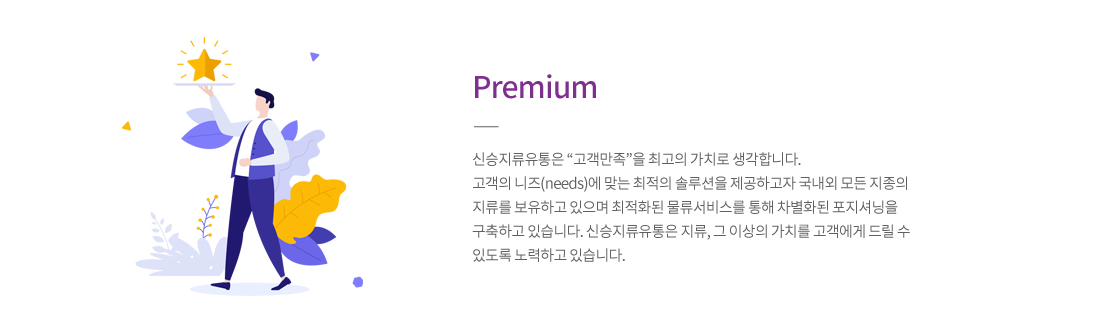 Premium
신승지류유통은 “고객만족”을 최고의 가치로 생각합니다.
고객의 니즈(needs)에 맞는 최적의 솔루션을 제공하고자 국내외 모든 지종의
지류를 보유하고 있으며 최적화된 물류서비스를 통해 차별화된 포지셔닝을
구축하고 있습니다. 신승지류유통은 지류, 그 이상의 가치를 고객에게 드릴 수
있도록 노력하고 있습니다.